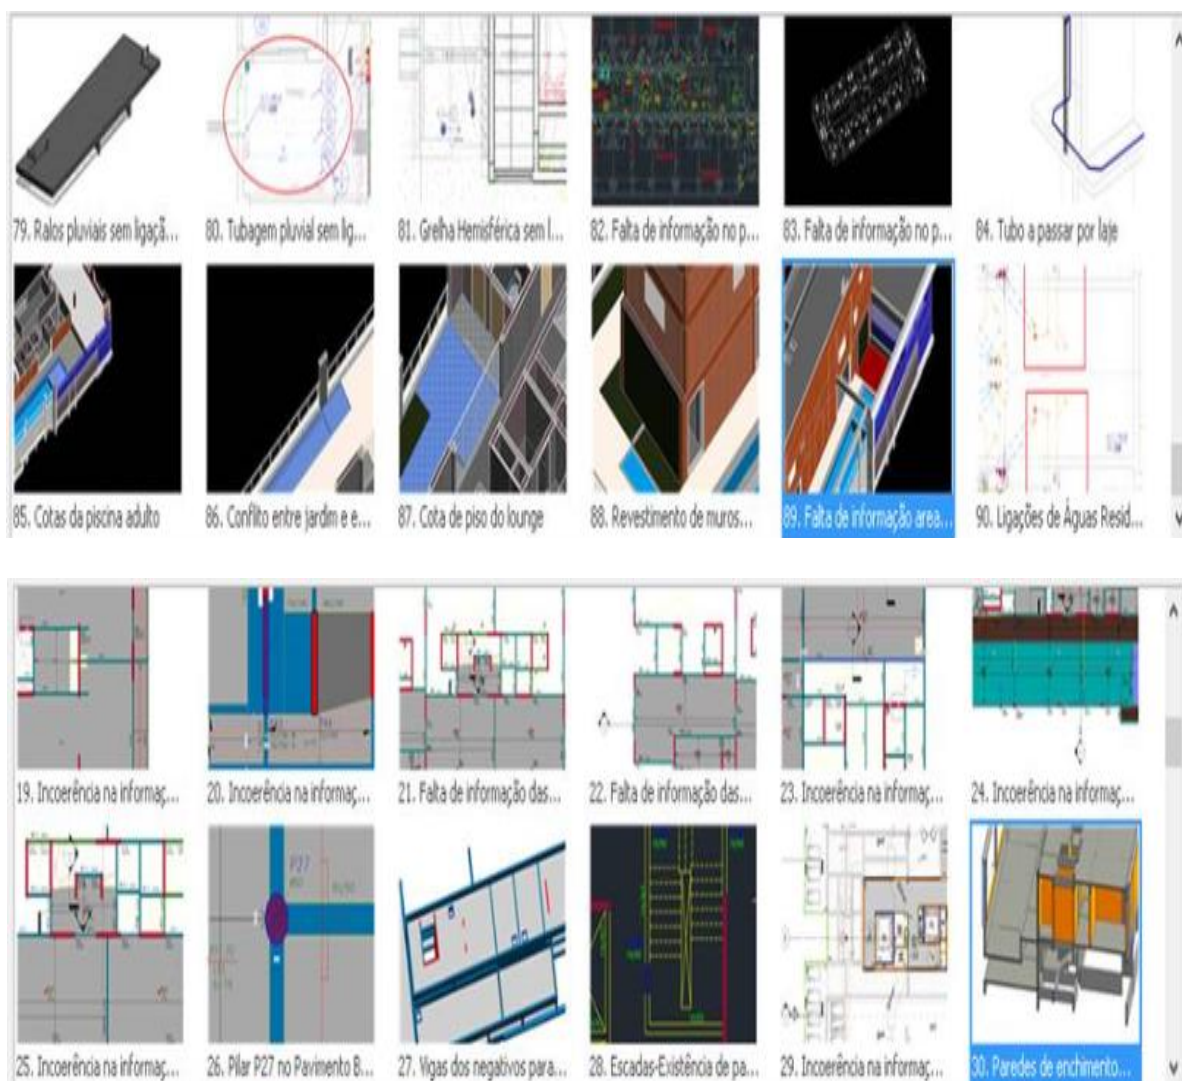 79. Ralos pluviais sem ligaçã...
80. Tubagem pluvial sem lig...
81. Grelha Hemisférica sem l...
82. Falta de informação no p...
83. Falta de informação no p...
84. Tubo a passar por laje
85. Cotas da piscina adulto
86. Conflito entre jardim e e...
87. Cota de piso do lounge
88. Revestimento de muros...
89. Falta de informação area...
90. Ligações de Águas Resid...
19. Incoerência na informaç...
20. Incoerência na informaç...
21. Falta de informação das...
22. Falta de informação das...
23. Incoerência na informaç...
24. Incoerência na informaç...
P27
25. Incoerência na informaç...
26. Pilar P27 no Pavimento B...
27. Vigas dos negativos para...
28. Escadas-Existência de pa...
29. Incoerência na informaç...
30. Paredes de enchimento...